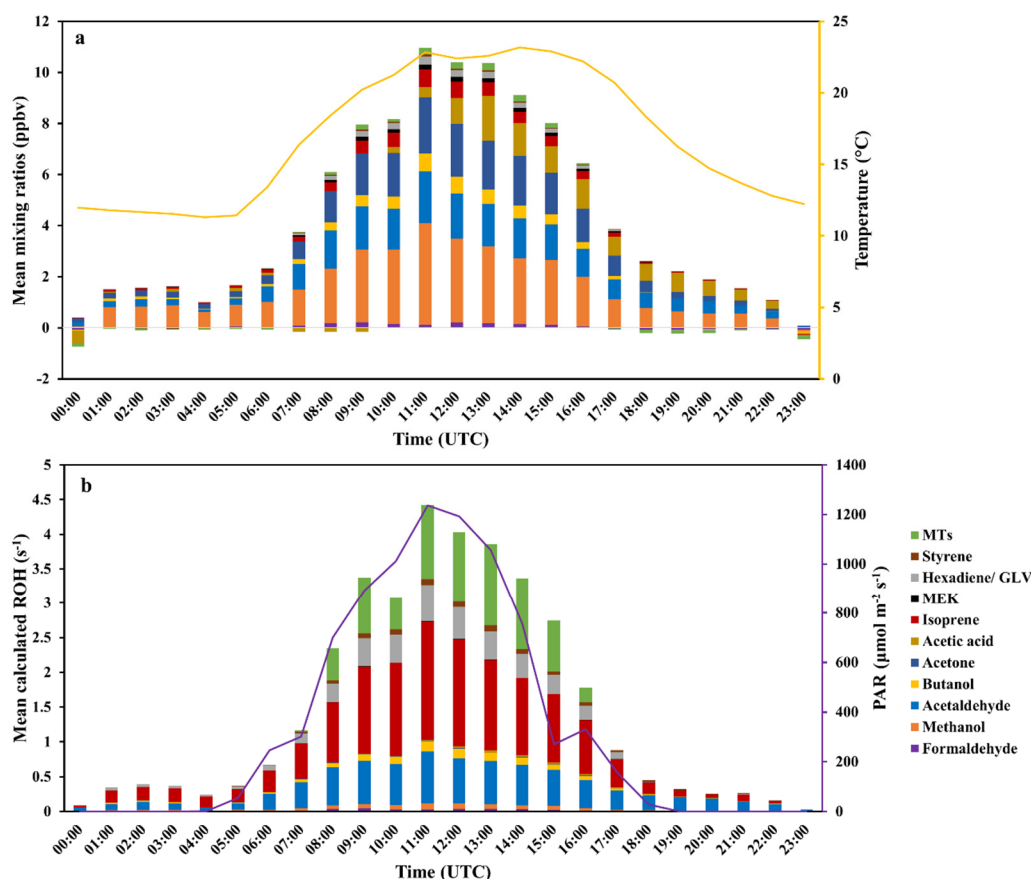 a
Mean mixing ratios (ppbv)
12
10
8
6
4
2
0
-2
25
20
15
10
5
0
Temperature (°C)
00:00 01:00 02:00 03:00 04:00 05:00 06:00 07:00 08:00 09:00 10:00 11:00 12:00 13:00 14:00 15:00 16:00 17:00 18:00 19:00 20:00 21:00 22:00 23:00
Time (UTC)
b
Mean calculated ROH (s⁻¹)
5
4.5
4
3.5
3
2.5
2
1.5
1
0.5
0
1400
1200
1000
800
600
400
200
0
PAR (µmol m⁻² s⁻¹)
00:00 01:00 02:00 03:00 04:00 05:00 06:00 07:00 08:00 09:00 10:00 11:00 12:00 13:00 14:00 15:00 16:00 17:00 18:00 19:00 20:00 21:00 22:00 23:00
Time (UTC)
MTs
Styrene
Hexadiene/ GLV
MEK
Isoprene
Acetic acid
Acetone
Butanol
Acetaldehyde
Methanol
Formaldehyde